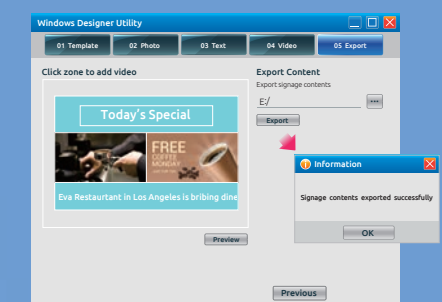 Windows Designer Utility
01 Template
02 Photo
03 Text
04 Video
05 Export
Click zone to add video
Today's Special
FREE
COFFEE
MONDAY
Eva Restaurtant in Los Angeles is bribing dine
Preview
Export Content
Export signage contents
E:/
...
Export
Information
Signage contents exported successfully
OK
Previous